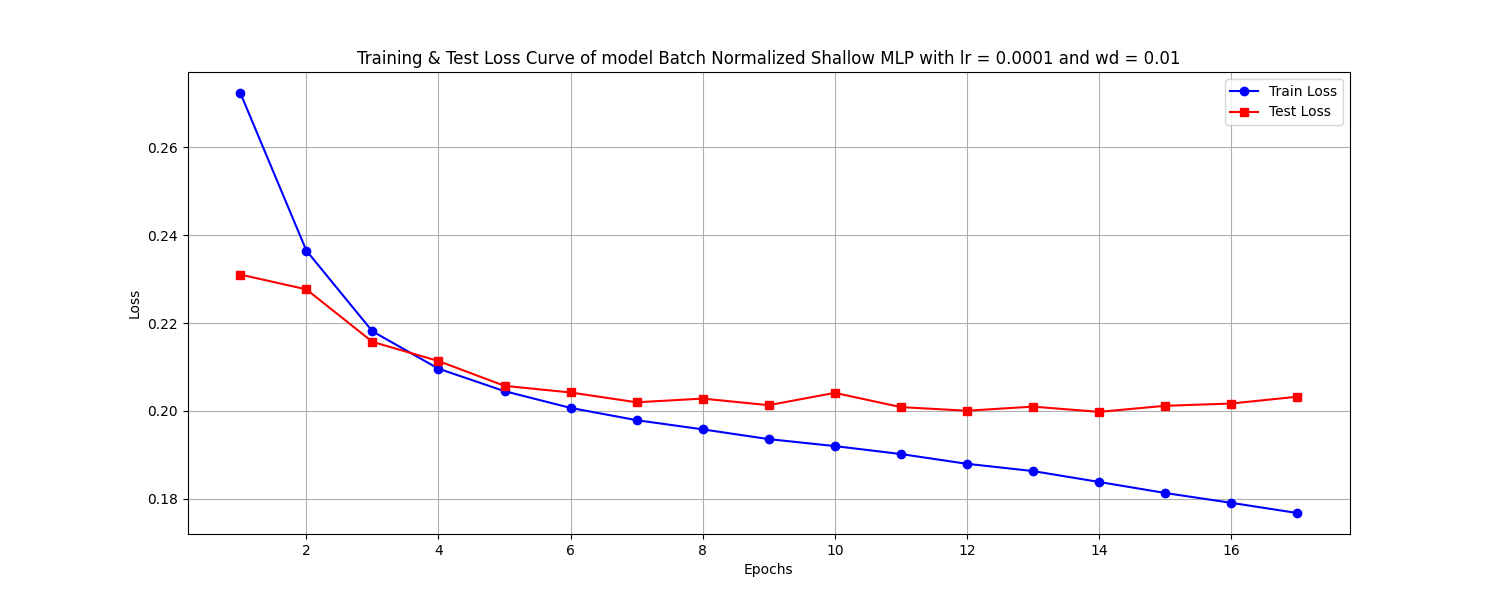 Training & Test Loss Curve of model Batch Normalized Shallow MLP with lr = 0.0001 and wd = 0.01
Train Loss
Test Loss
Loss
0.26
0.24
0.22
0.20
0.18
2 4 6 8 10 12 14 16
Epochs